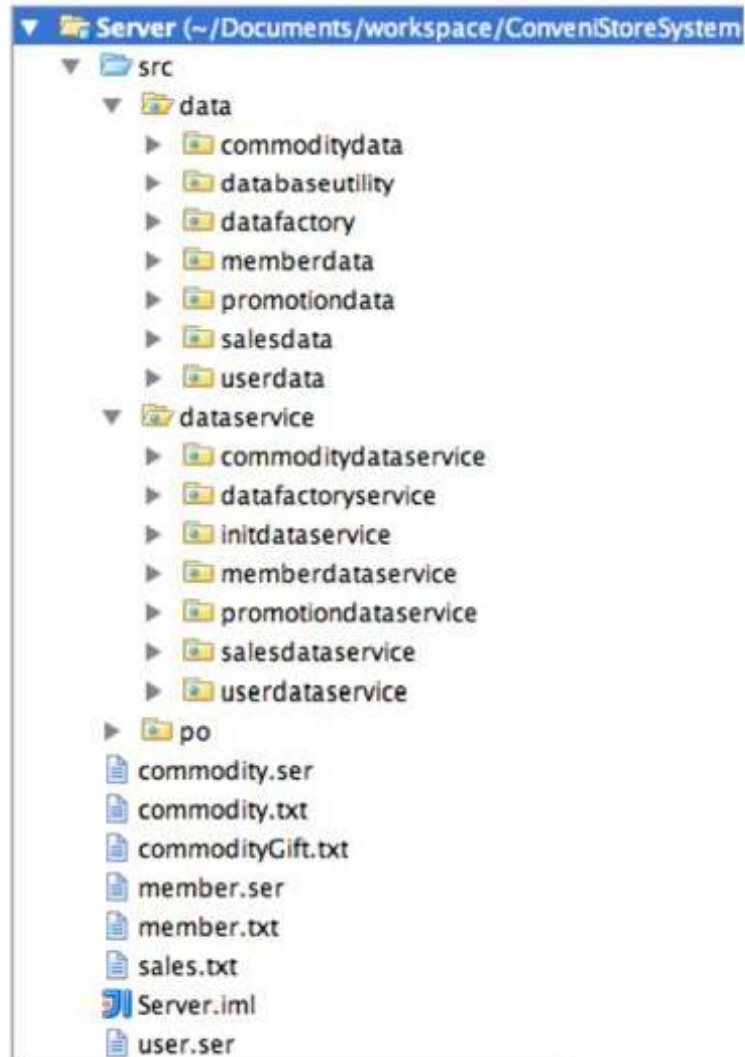 Server (~/Documents/workspace/ConveniStoreSystem
src
data
commoditydata
databaseutility
datafactory
memberdata
promotiondata
salesdata
userdata
dataservice
commoditydataservice
datafactoryservice
initdataservice
memberdataservice
promotiondataservice
salesdataservice
userdataservice
po
commodity.ser
commodity.txt
commodityGift.txt
member.ser
member.txt
sales.txt
Server.iml
user.ser